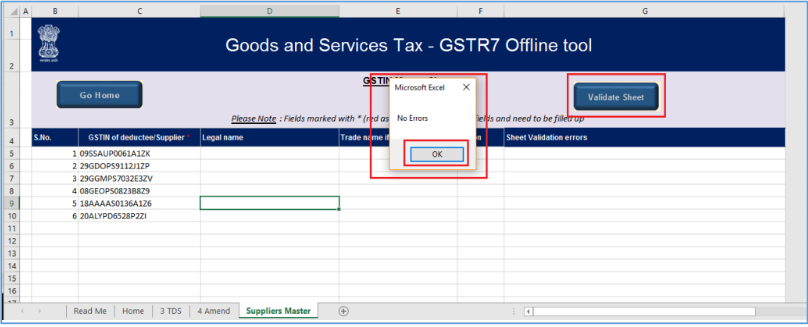 A B C D E F G
1
2
Goods and Services Tax - GSTR7 Offline tool
GSTIN
Microsoft Excel
Go Home
Validate Sheet
No Errors
OK
3
Please Note : Fields marked with * (red as fields and need to be filled up
4 S.No. GSTIN of deductee/Supplier * Legal name Trade name if on Sheet Validation errors
5 1 09SSAUP0061A1ZK
6 2 29GDOPS9112J1ZP
7 3 29GGMPS7032E3ZV
8 4 08GEOPS0823B8Z9
9 5 18AAAAS0136A1Z6
10 6 20ALYPD6528P2ZI
11
12
13
14
15
16
Read Me Home 3 TDS 4 Amend Suppliers Master